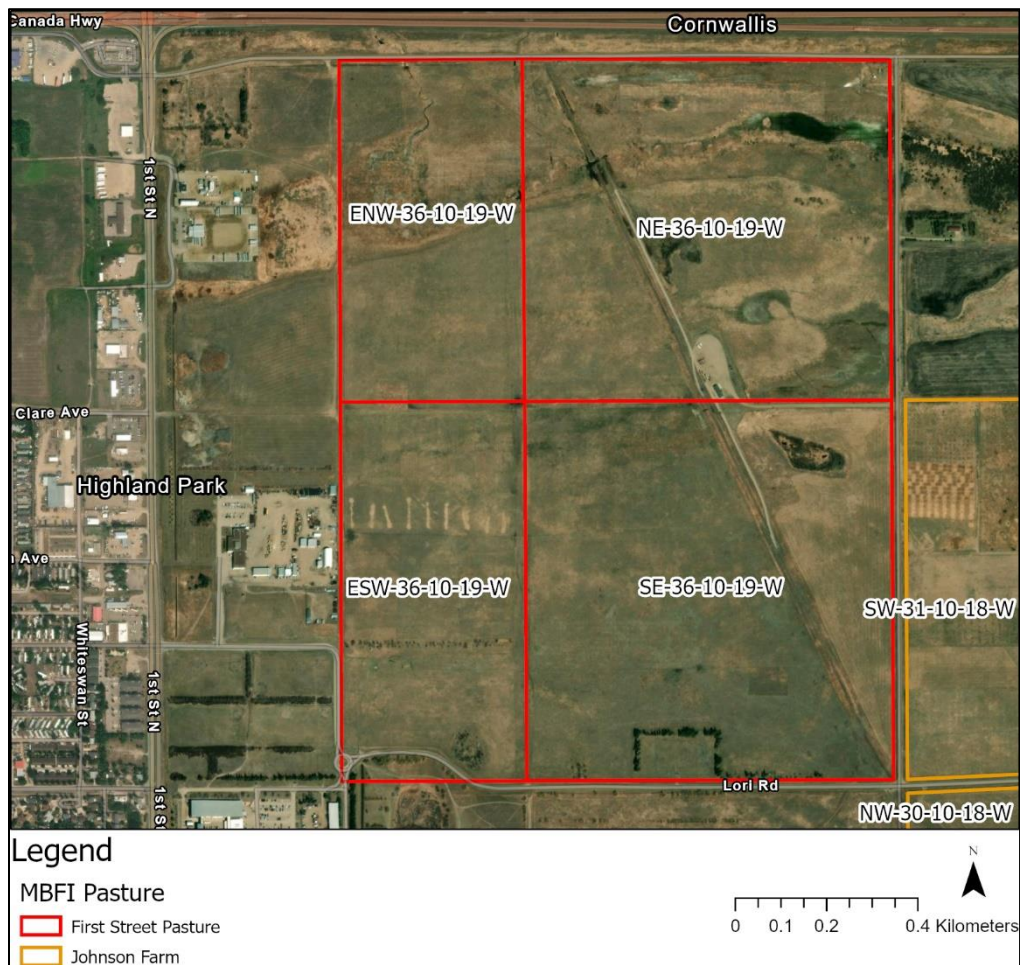 Canada Hwy
Cornwallis
1st St N
ENW-36-10-19-W
NE-36-10-19-W
Clare Ave
Highland Park
Ave
ESW-36-10-19-W
SE-36-10-19-W
SW-31-10-18-W
Whiteswan St
1st St N
Lori Rd
1st St
NW-30-10-18-W
Legend
MBFI Pasture
First Street Pasture
Johnson Farm
N
0 0.1 0.2 0.4 Kilometers